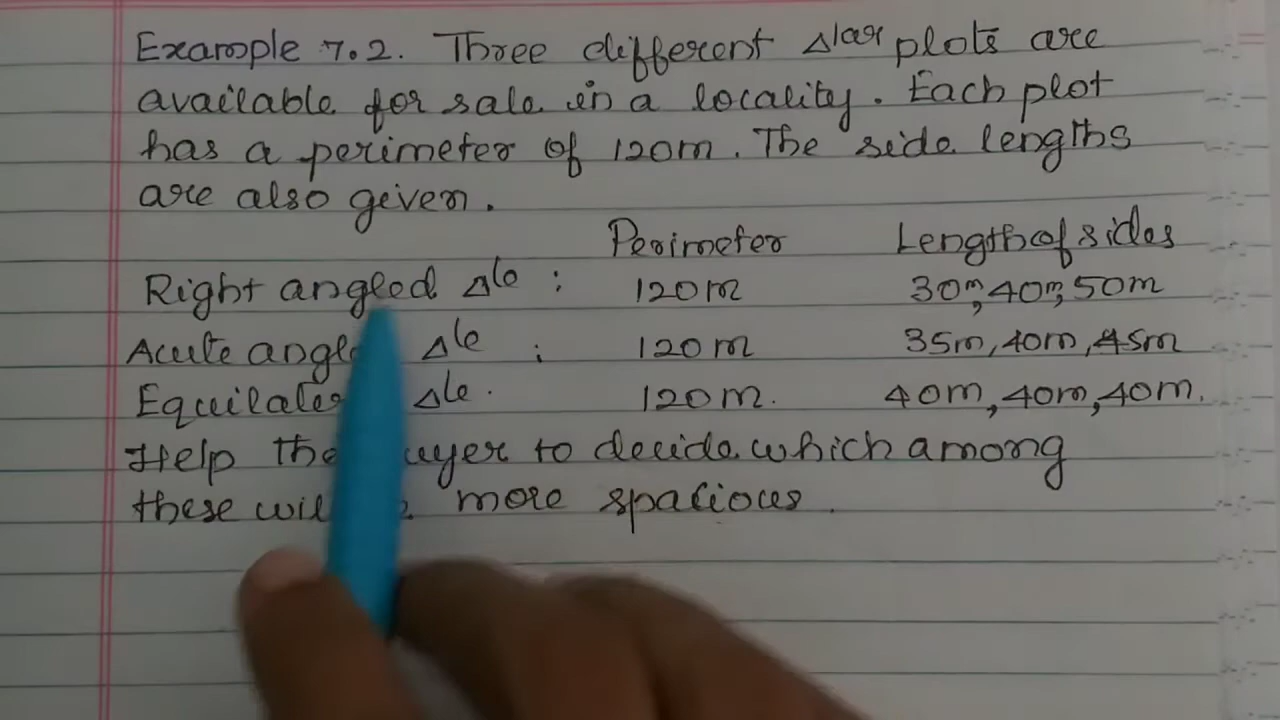 Example 7.2. Three different Δlar plots are
available for sale in a locality. Each plot
has a perimeter of 120m. The side lengths
are also given.
Perimeter Length of sides
Right angled Δle : 120m 30m, 40m, 50m
Acute angle Δle : 120m 35m, 40m, 45m
Equilater Δle. 120m. 40m, 40m, 40m.
Help the to decide which among
these more spacious.